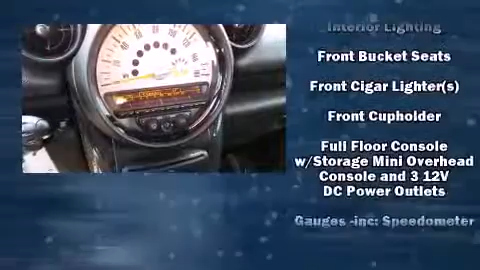 Interior Lighting
Front Bucket Seats
Front Cigar Lighter(s)
Front Cupholder
Full Floor Console
w/Storage Mini Overhead
Console and 3 12V
DC Power Outlets
Gauges -inc: Speedometer